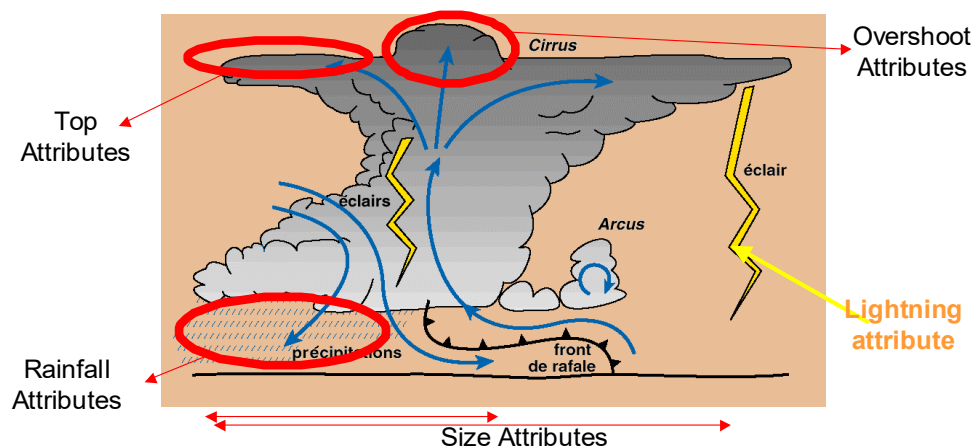 Cirrus
Overshoot
Attributes
Top
Attributes
éclairs
éclair
Arcus
Lightning
attribute
précipitations
front
de rafale
Rainfall
Attributes
Size Attributes